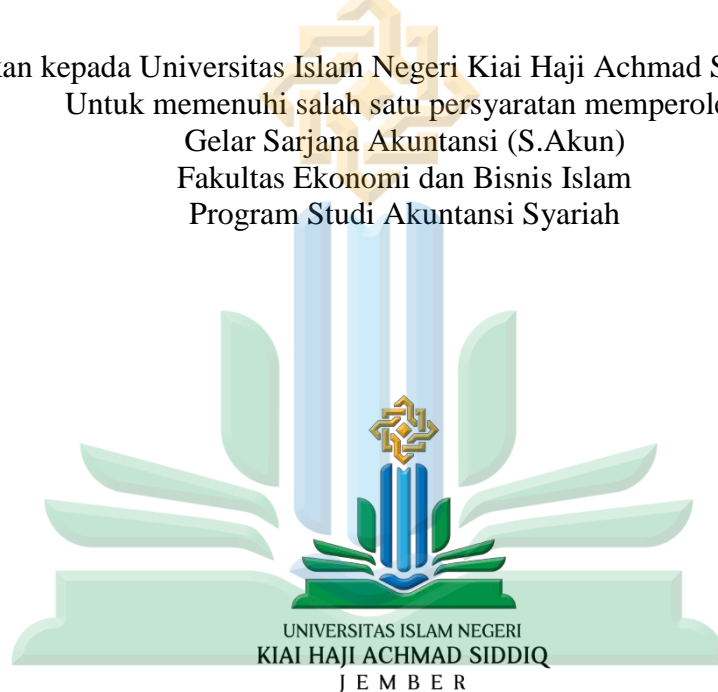 kepada Universitas Islam Negeri Kiai Haji Achmad
Untuk memenuhi salah satu persyaratan
Gelar Sarjana Akuntansi (S.Akun)
Fakultas Ekonomi dan Bisnis Islam
Program Studi Akuntansi Syariah
UNIVERSITAS ISLAM NEGERI
KIAI HAJI ACHMAD SIDDIQ
JEMBER